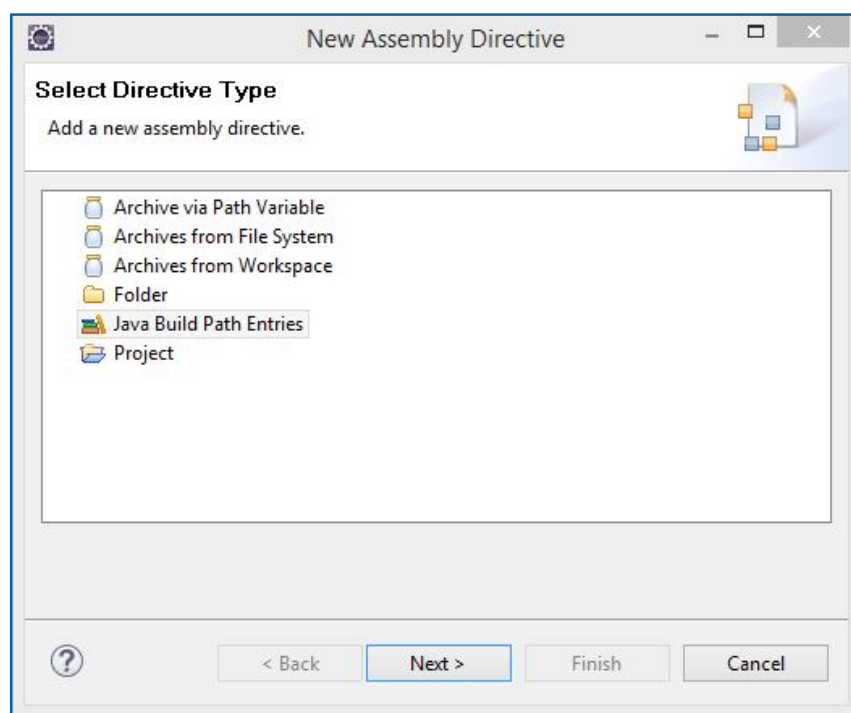 New Assembly Directive
Select Directive Type
Add a new assembly directive.
Archive via Path Variable
Archives from File System
Archives from Workspace
Folder
Java Build Path Entries
Project
? < Back Next > Finish Cancel